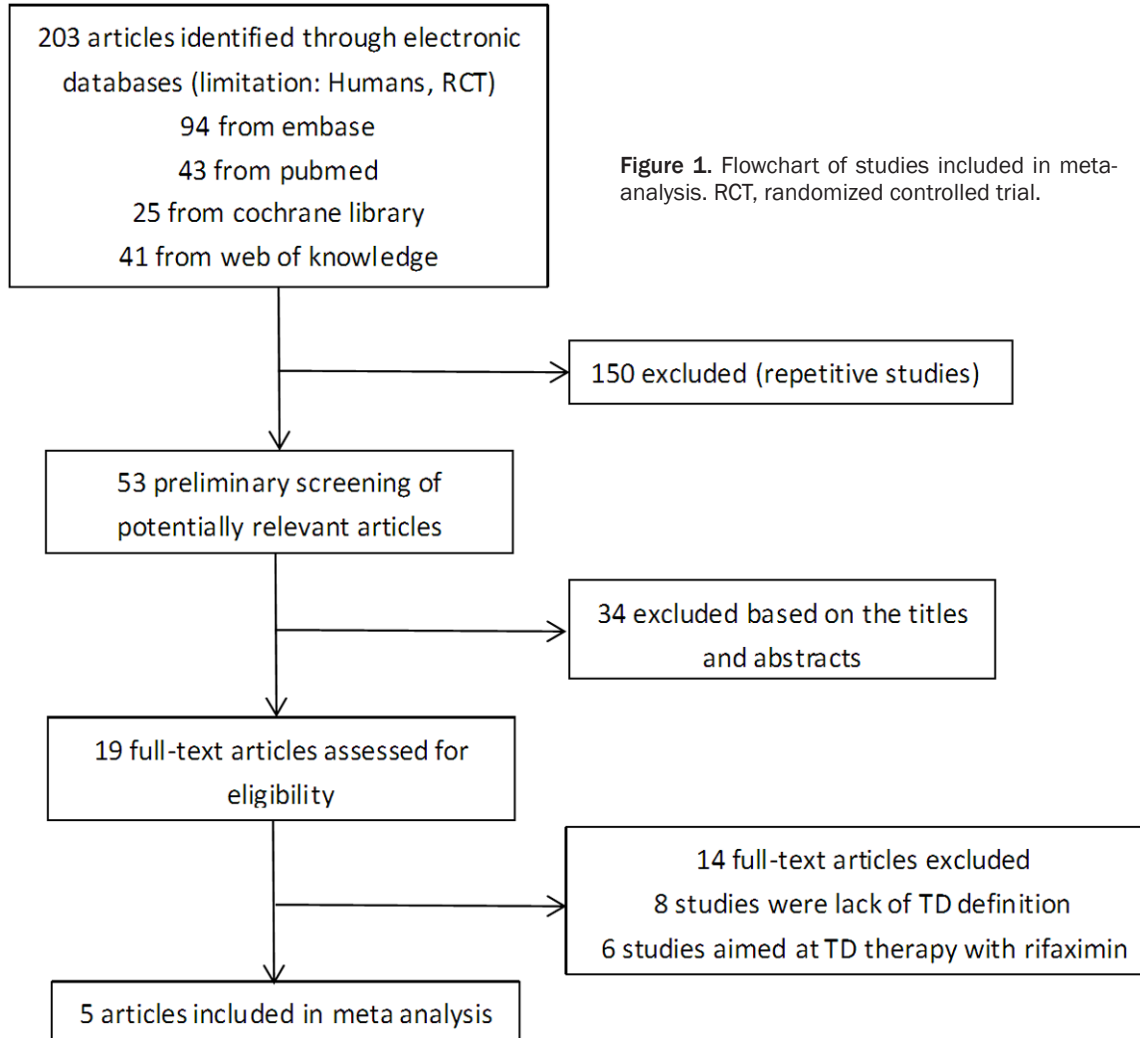 203 articles identified through electronic
databases (limitation: Humans, RCT)
94 from embase
43 from pubmed
25 from cochrane library
41 from web of knowledge
Figure 1. Flowchart of studies included in meta-
analysis. RCT, randomized controlled trial.
150 excluded (repetitive studies)
53 preliminary screening of
potentially relevant articles
34 excluded based on the titles
and abstracts
19 full-text articles assessed for
eligibility
14 full-text articles excluded
8 studies were lack of TD definition
6 studies aimed at TD therapy with rifaximin
5 articles included in meta analysis